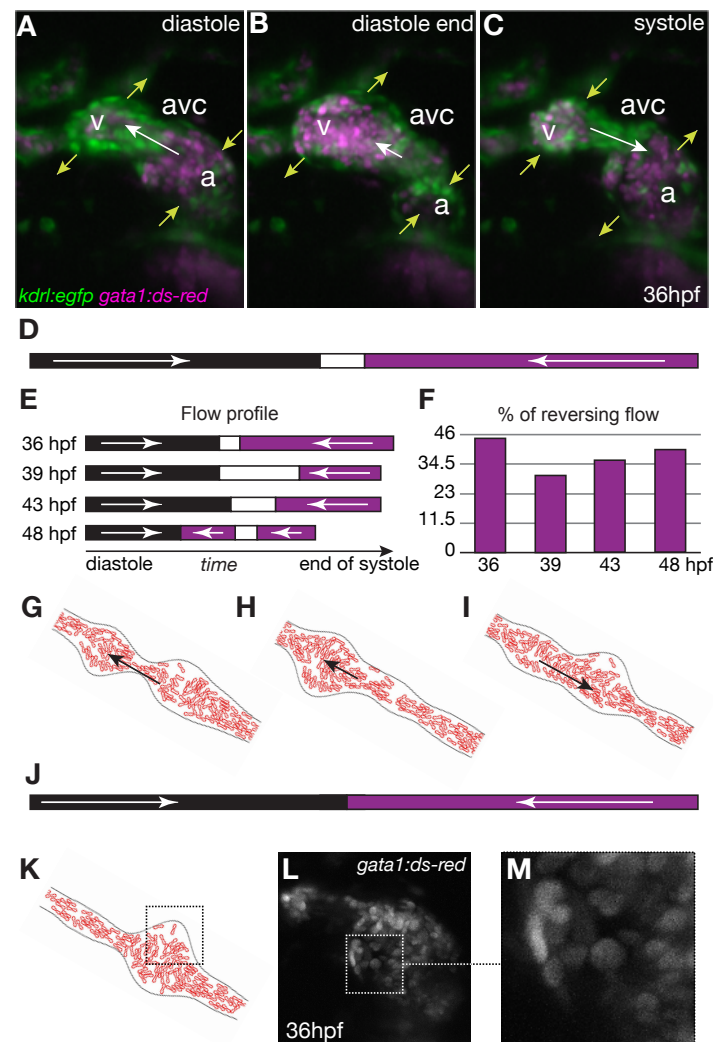 A diastole
B diastole end
C systole
v avc a
v avc a
v avc a
kdrl:egfp gata1:ds-red
36hpf
D
E
Flow profile
36 hpf
39 hpf
43 hpf
48 hpf
diastole time end of systole
F
% of reversing flow
46
34.5
23
11.5
0
36 39 43 48 hpf
G H I
J
K
L gata1:ds-red
36hpf
M